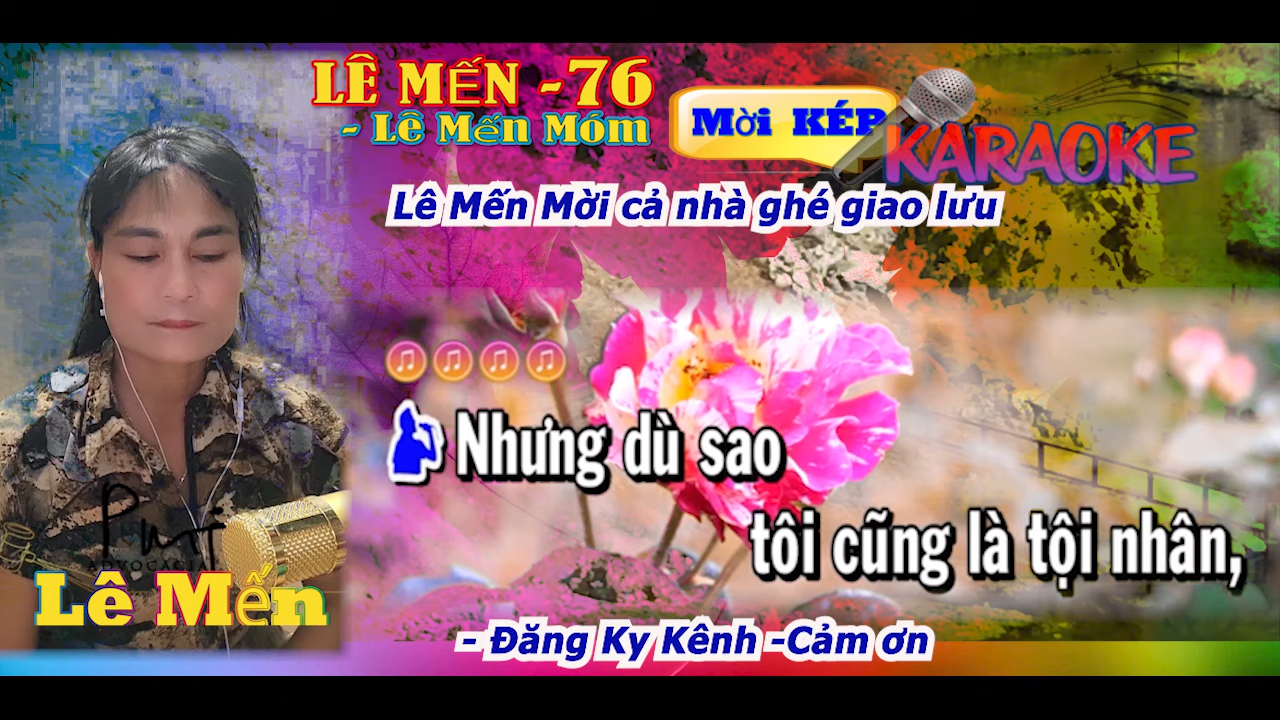 LÊ MẾN -76
- Lê Mến Móm
Mời KÉP
KARAOKE
Lê Mến Mời cả nhà ghé giao lưu
Nhưng dù sao
tôi cũng là tội nhân,
ADVOCACIA
Lê Mến
- Đăng Ky Kênh -Cảm ơn